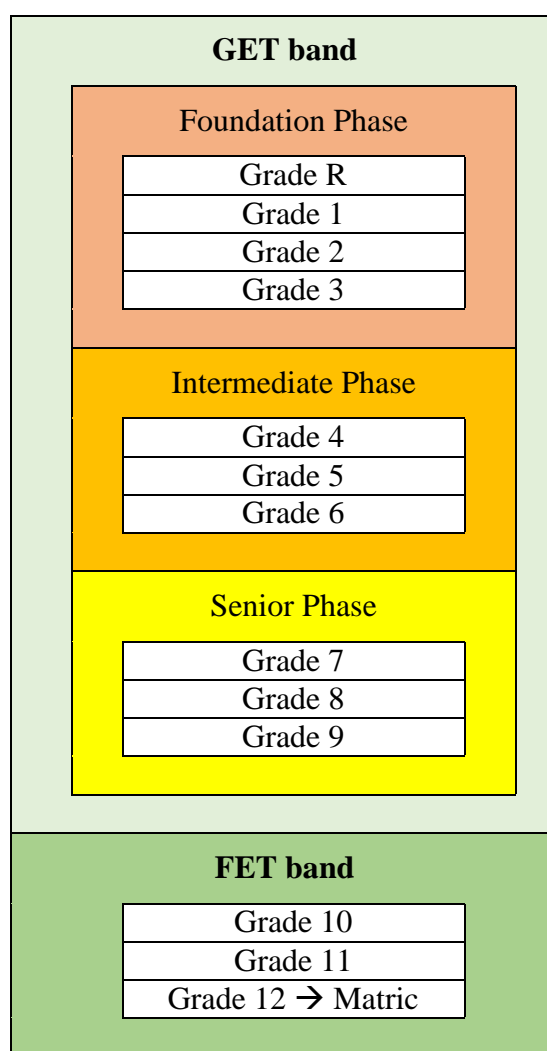 GET band
Foundation Phase
Grade R
Grade 1
Grade 2
Grade 3
Intermediate Phase
Grade 4
Grade 5
Grade 6
Senior Phase
Grade 7
Grade 8
Grade 9
FET band
Grade 10
Grade 11
Grade 12 → Matric